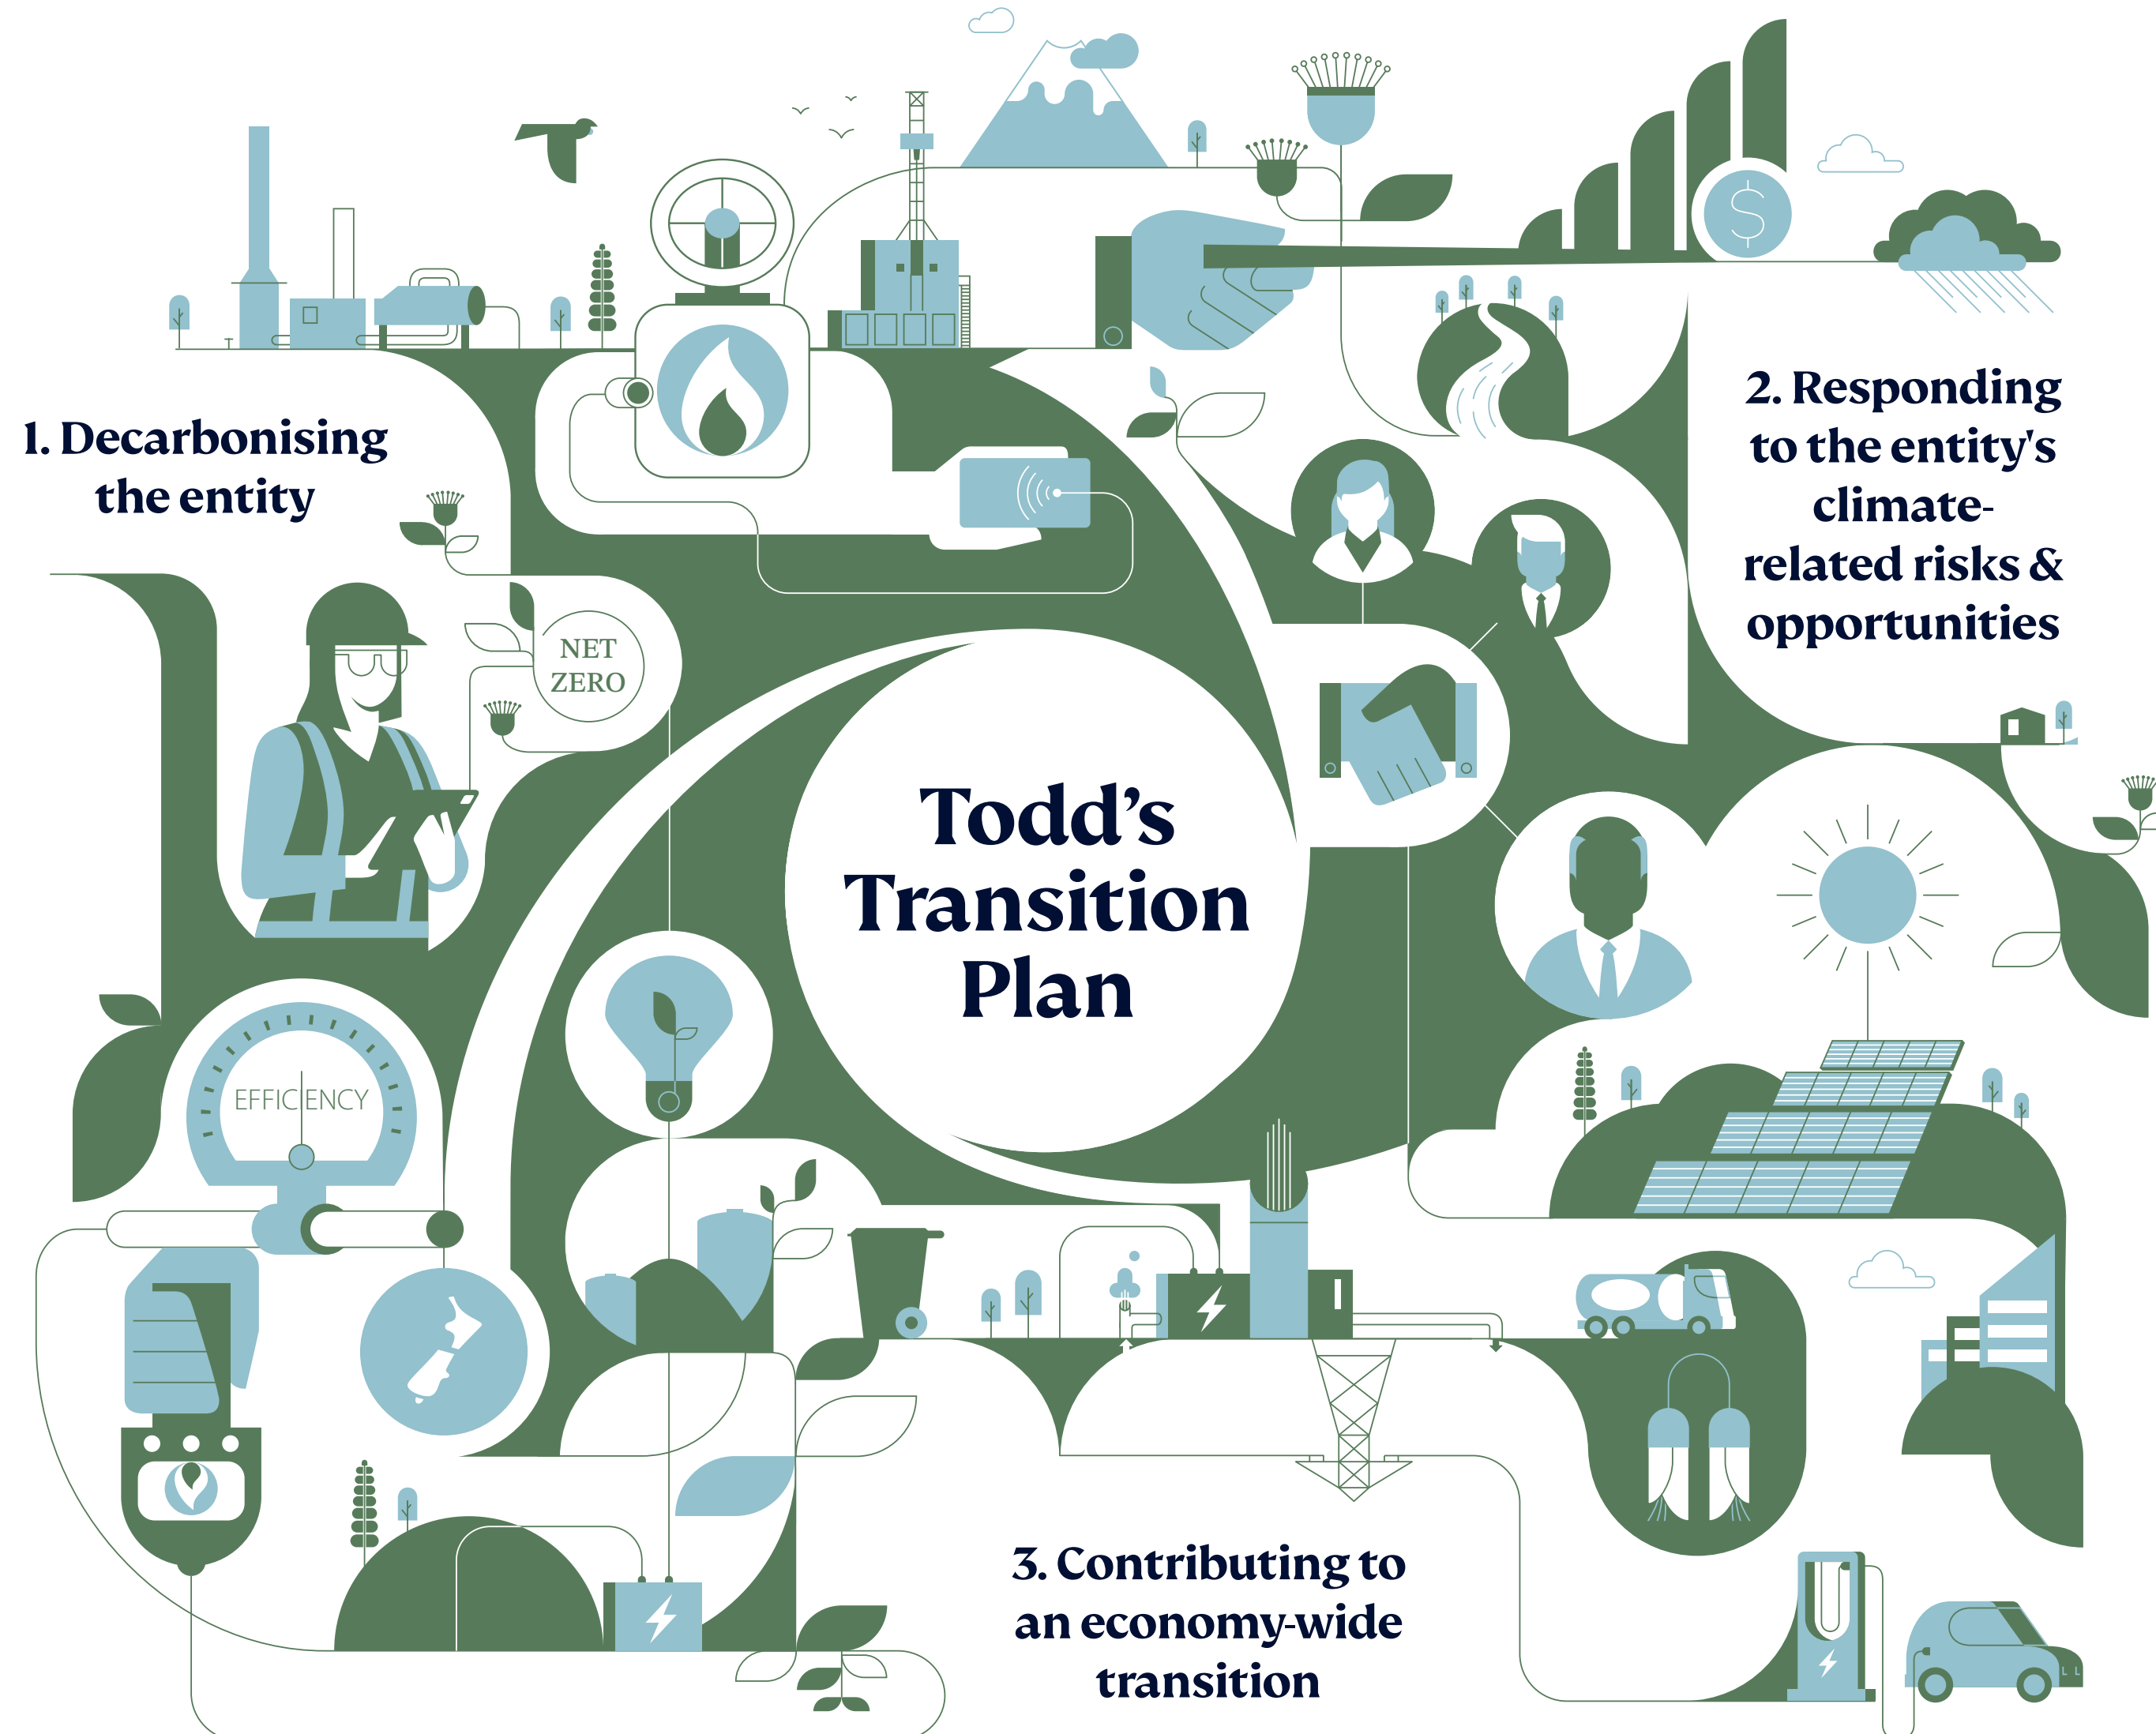 1. Decarbonising
the entity
2. Responding
to the entity's
climate-
related risks &
opportunities
NET
ZERO
Todd's
Transition
Plan
EFFICIENCY
$
3. Contributing to
an economy-wide
transition